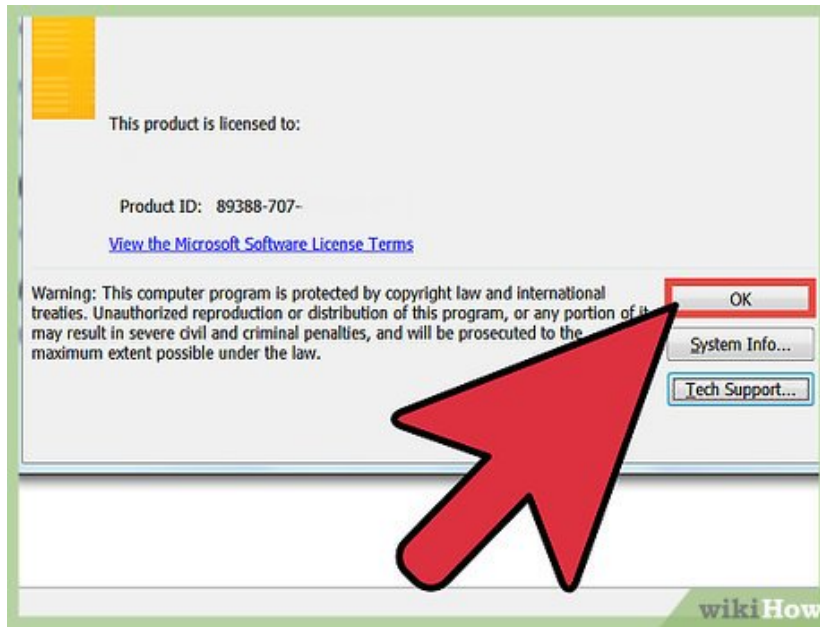 This product is licensed to:
Product ID: 89388-707-
View the Microsoft Software License Terms
Warning: This computer program is protected by copyright law and international
treaties. Unauthorized reproduction or distribution of this program, or any portion of it
may result in severe civil and criminal penalties, and will be prosecuted to the
maximum extent possible under the law.
OK
System Info...
Tech Support...
wikiHow